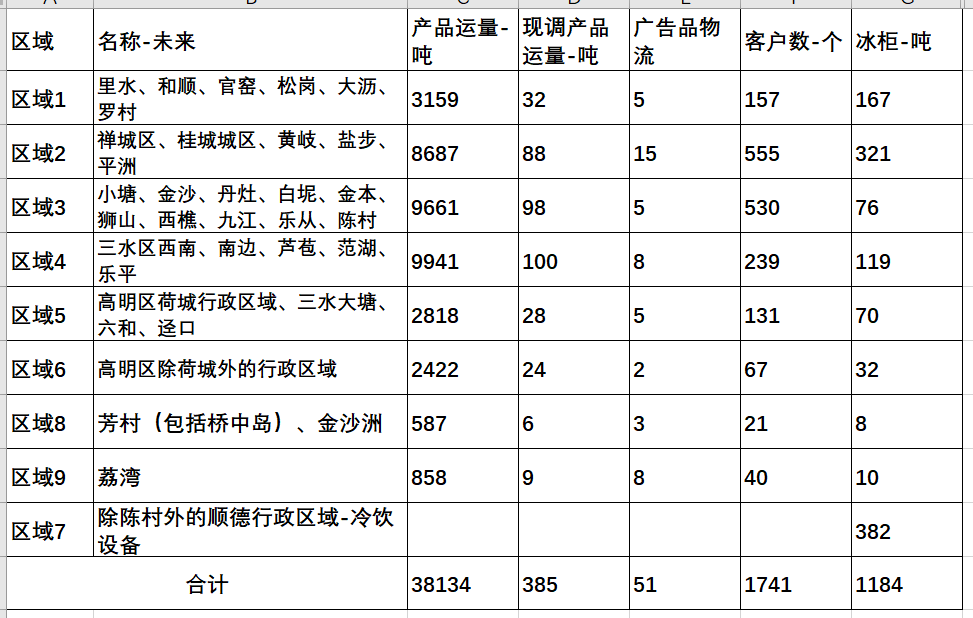 区域 名称-未来 产品运量-吨 现调产品运量-吨 广告品物流 客户数-个 冰柜-吨
区域1 里水、和顺、官窑、松岗、大沥、罗村 3159 32 5 157 167
区域2 禅城区、桂城城区、黄岐、盐步、平洲 8687 88 15 555 321
区域3 小塘、金沙、丹灶、白坭、金本、狮山、西樵、九江、乐从、陈村 9661 98 5 530 76
区域4 三水区西南、南边、芦苞、范湖、乐平 9941 100 8 239 119
区域5 高明区荷城行政区域、三水大塘、六和、迳口 2818 28 5 131 70
区域6 高明区除荷城外的行政区域 2422 24 2 67 32
区域8 芳村（包括桥中岛）、金沙洲 587 6 3 21 8
区域9 荔湾 858 9 8 40 10
区域7 除陈村外的顺德行政区域-冷饮设备 382
合计 38134 385 51 1741 1184